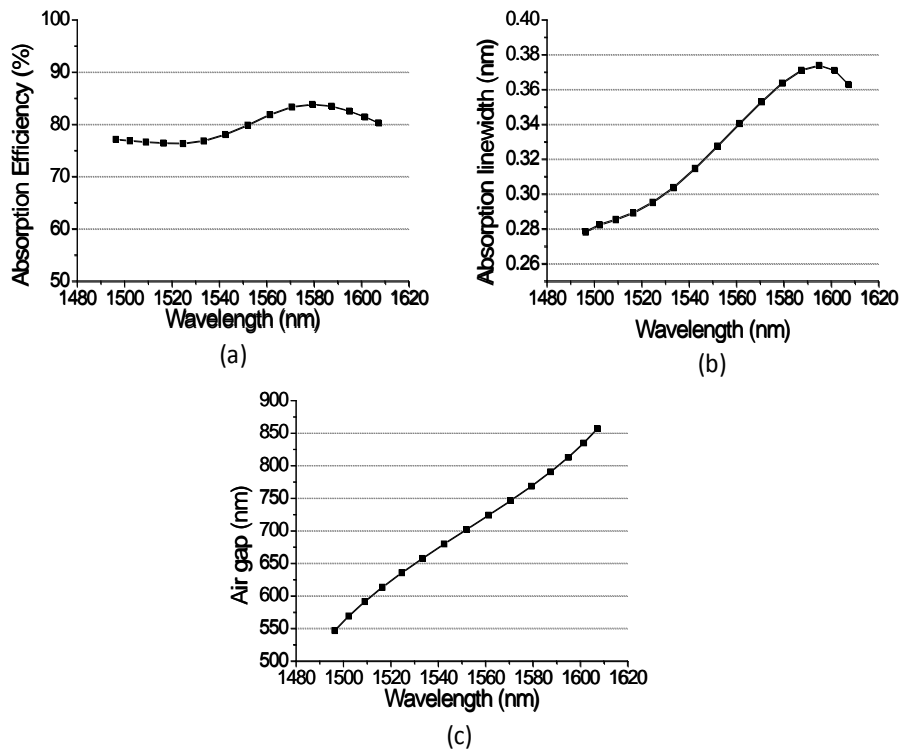 100
90
80
70
60
50
Absorption Efficiency (%)
1480 1500 1520 1540 1560 1580 1600 1620
Wavelength (nm)
(a)
0.40
0.38
0.36
0.34
0.32
0.30
0.28
0.26
Absorption linewidth (nm)
1480 1500 1520 1540 1560 1580 1600 1620
Wavelength (nm)
(b)
900
850
800
750
700
650
600
550
500
Air gap (nm)
1480 1500 1520 1540 1560 1580 1600 1620
Wavelength (nm)
(c)